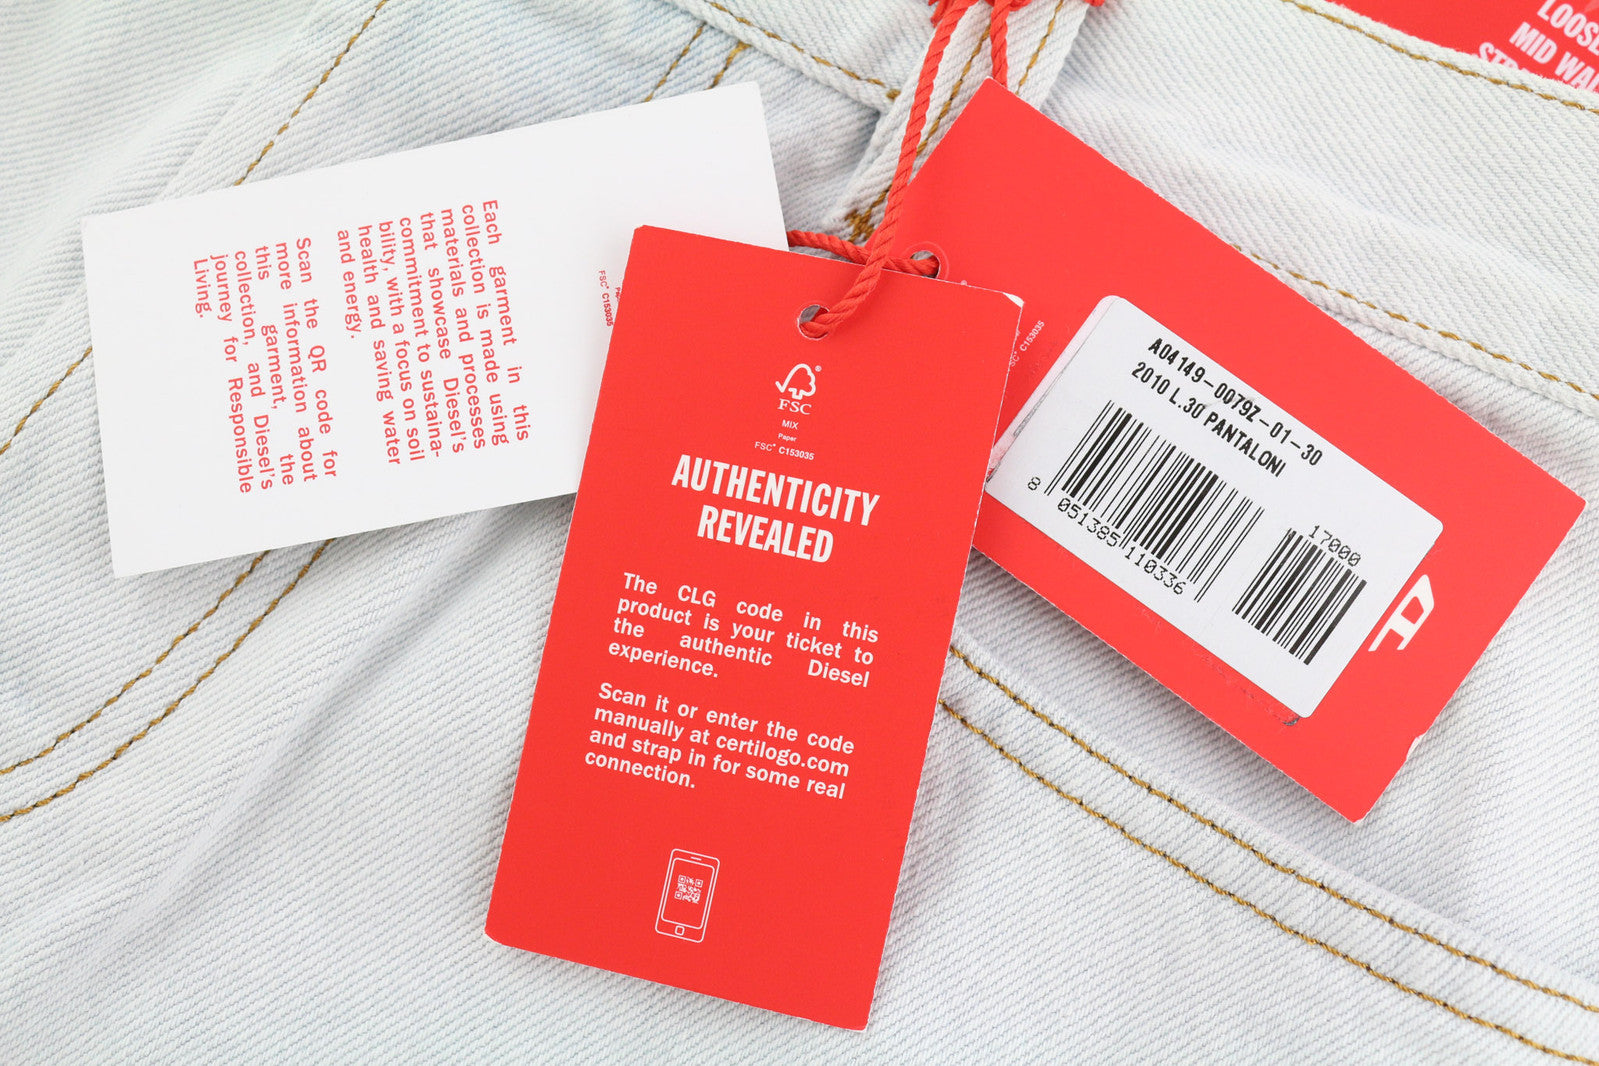 LOOSE
MID WAI
Each garment in this
collection is made using
materials and processes
that showcase Diesel's
commitment to sustaina-
bility, with a focus on soil
health and saving water
and energy.
Scan the QR code for
more information about
this garment, the
collection, and Diesel's
journey for Responsible
Living.
FSC® C153035
FSC
MIX
Paper
FSC® C153035
AUTHENTICITY
REVEALED
The CLG code in this
product is your ticket to
the authentic Diesel
experience.
Scan it or enter the code
manually at certilogo.com
and strap in for some real
connection.
FSC® C153035
A04149-0079Z-01-30
2010 L.30 PANTALONI
8 051385 110336
17000
D